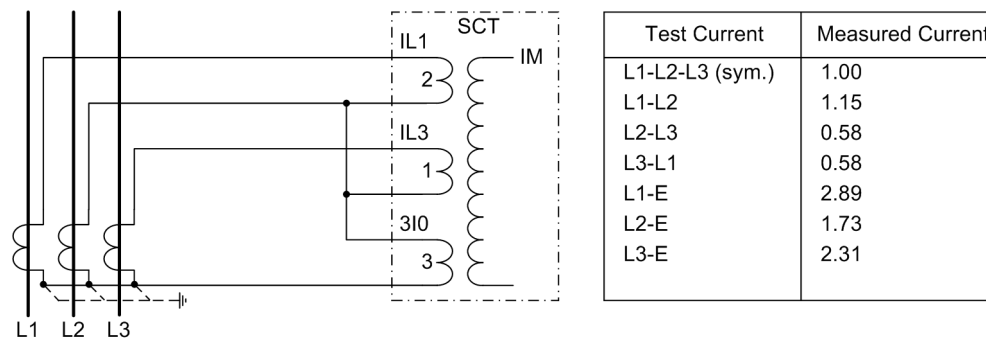 SCT
IL1
IM
2
IL3
1
3I0
3
L1 L2 L3
Test Current Measured Current
L1-L2-L3 (sym.) 1.00
L1-L2 1.15
L2-L3 0.58
L3-L1 0.58
L1-E 2.89
L2-E 1.73
L3-E 2.31